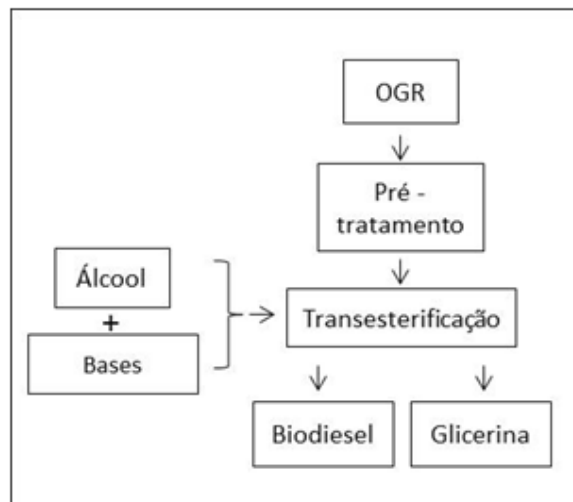 OGR
Pré -
tratamento
Álcool
+
Bases
Transesterificação
Biodiesel
Glicerina